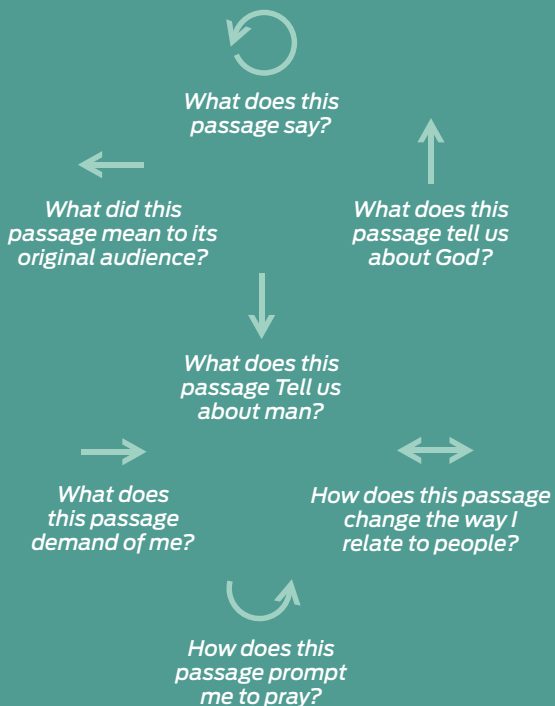 What does this
passage say?
What did this
passage mean to its
original audience?
What does this
passage tell us
about God?
What does this
passage Tell us
about man?
What does
this passage
demand of me?
How does this passage
change the way I
relate to people?
How does this
passage prompt
me to pray?